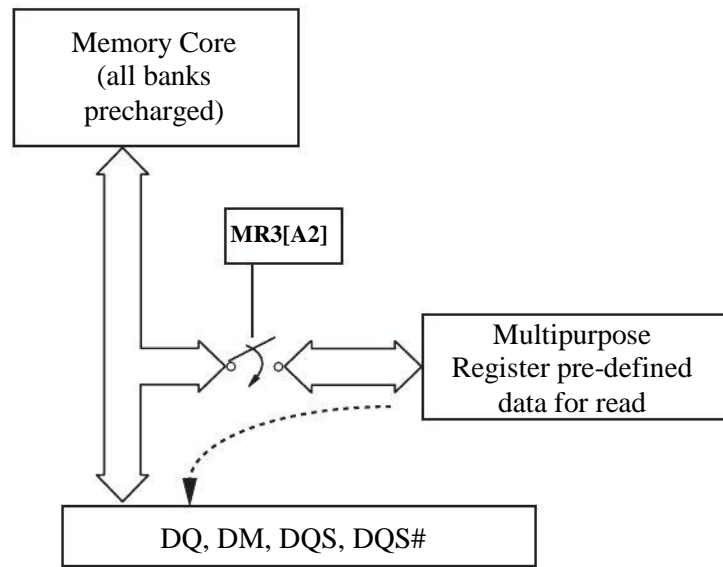 Memory Core
(all banks
precharged)
MR3[A2]
Multipurpose
Register pre-defined
data for read
DQ, DM, DQS, DQS#